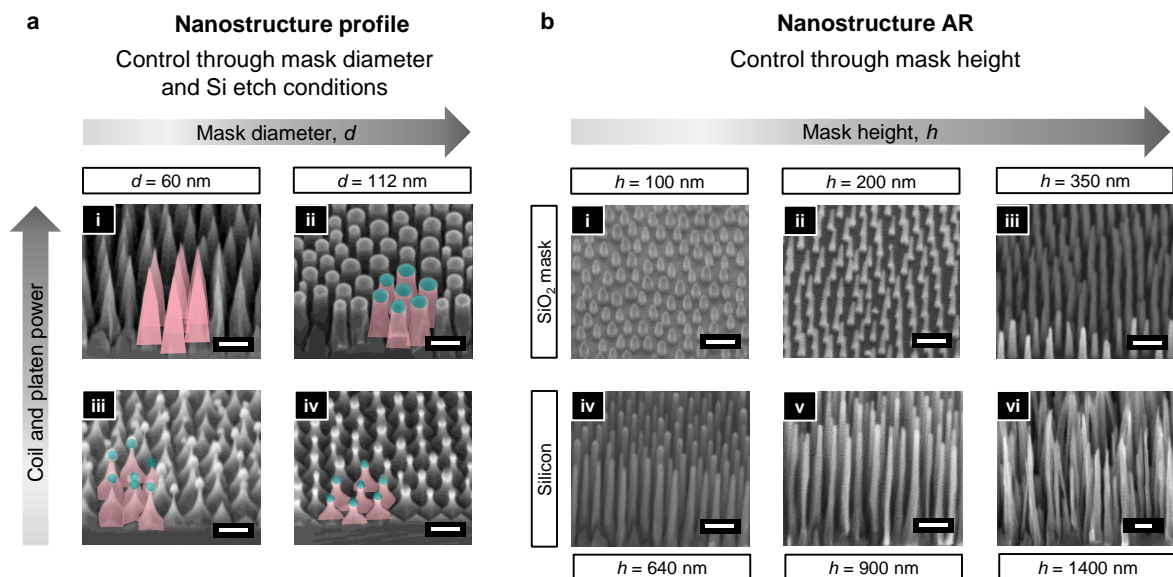 a
Nanostructure profile
Control through mask diameter
and Si etch conditions
Mask diameter, d
d = 60 nm
d = 112 nm
Coil and platen power
i
ii
iii
iv
b
Nanostructure AR
Control through mask height
Mask height, h
h = 100 nm
h = 200 nm
h = 350 nm
SiO2 mask
i
ii
iii
Silicon
iv
v
vi
h = 640 nm
h = 900 nm
h = 1400 nm